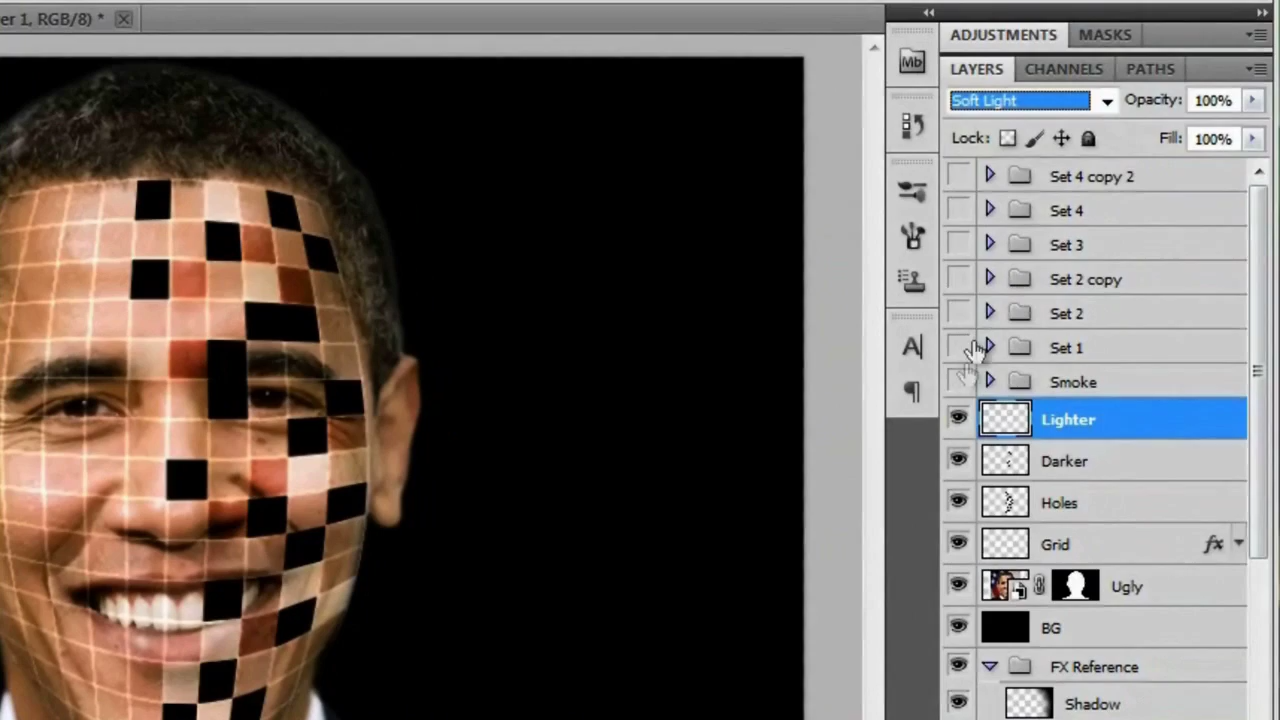 er 1, RGB/8) *
ADJUSTMENTS MASKS
LAYERS CHANNELS PATHS
Mb
Soft Light Opacity: 100%
Lock: Fill: 100%
Set 4 copy 2
Set 4
Set 3
Set 2 copy
Set 2
A Set 1
Smoke
Lighter
Darker
Holes
Grid fx
Ugly
BG
FX Reference
Shadow